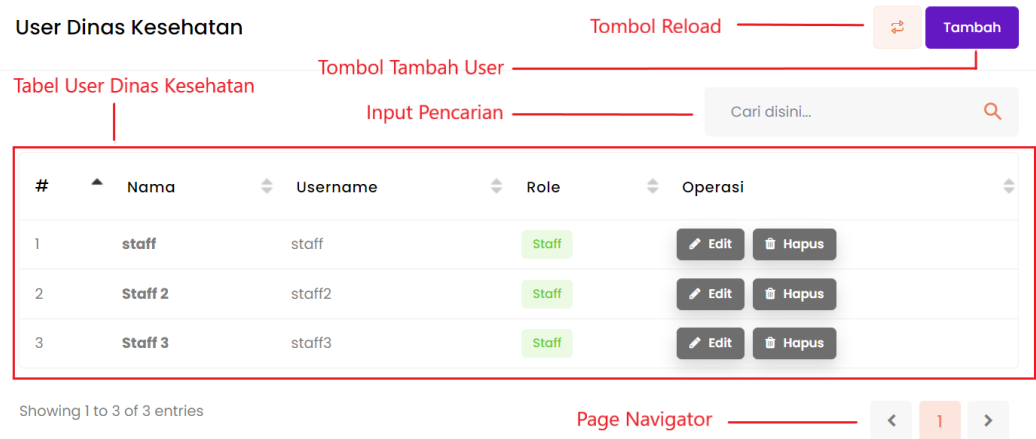 User Dinas Kesehatan
Tombol Reload
Tambah
Tombol Tambah User
Tabel User Dinas Kesehatan
Input Pencarian
Cari disini...
# Nama Username Role Operasi
1 staff staff Staff Edit Hapus
2 Staff 2 staff2 Staff Edit Hapus
3 Staff 3 staff3 Staff Edit Hapus
Showing 1 to 3 of 3 entries
Page Navigator
1